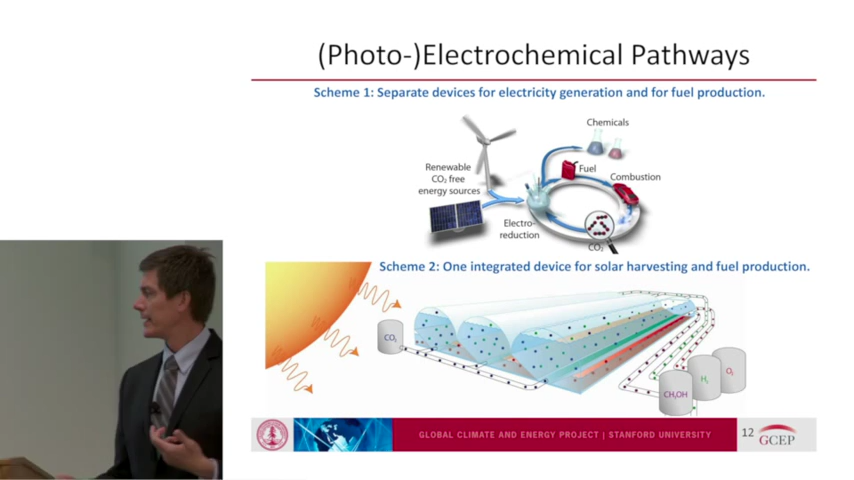 (Photo-)Electrochemical Pathways
Scheme 1: Separate devices for electricity generation and for fuel production.
Chemicals
Renewable
CO₂ free
energy sources
Fuel
Combustion
Electro-
reduction
CO₂
Scheme 2: One integrated device for solar harvesting and fuel production.
CO₂
CH₃OH
H₂
O₂
GLOBAL CLIMATE AND ENERGY PROJECT | STANFORD UNIVERSITY
12
GCEP